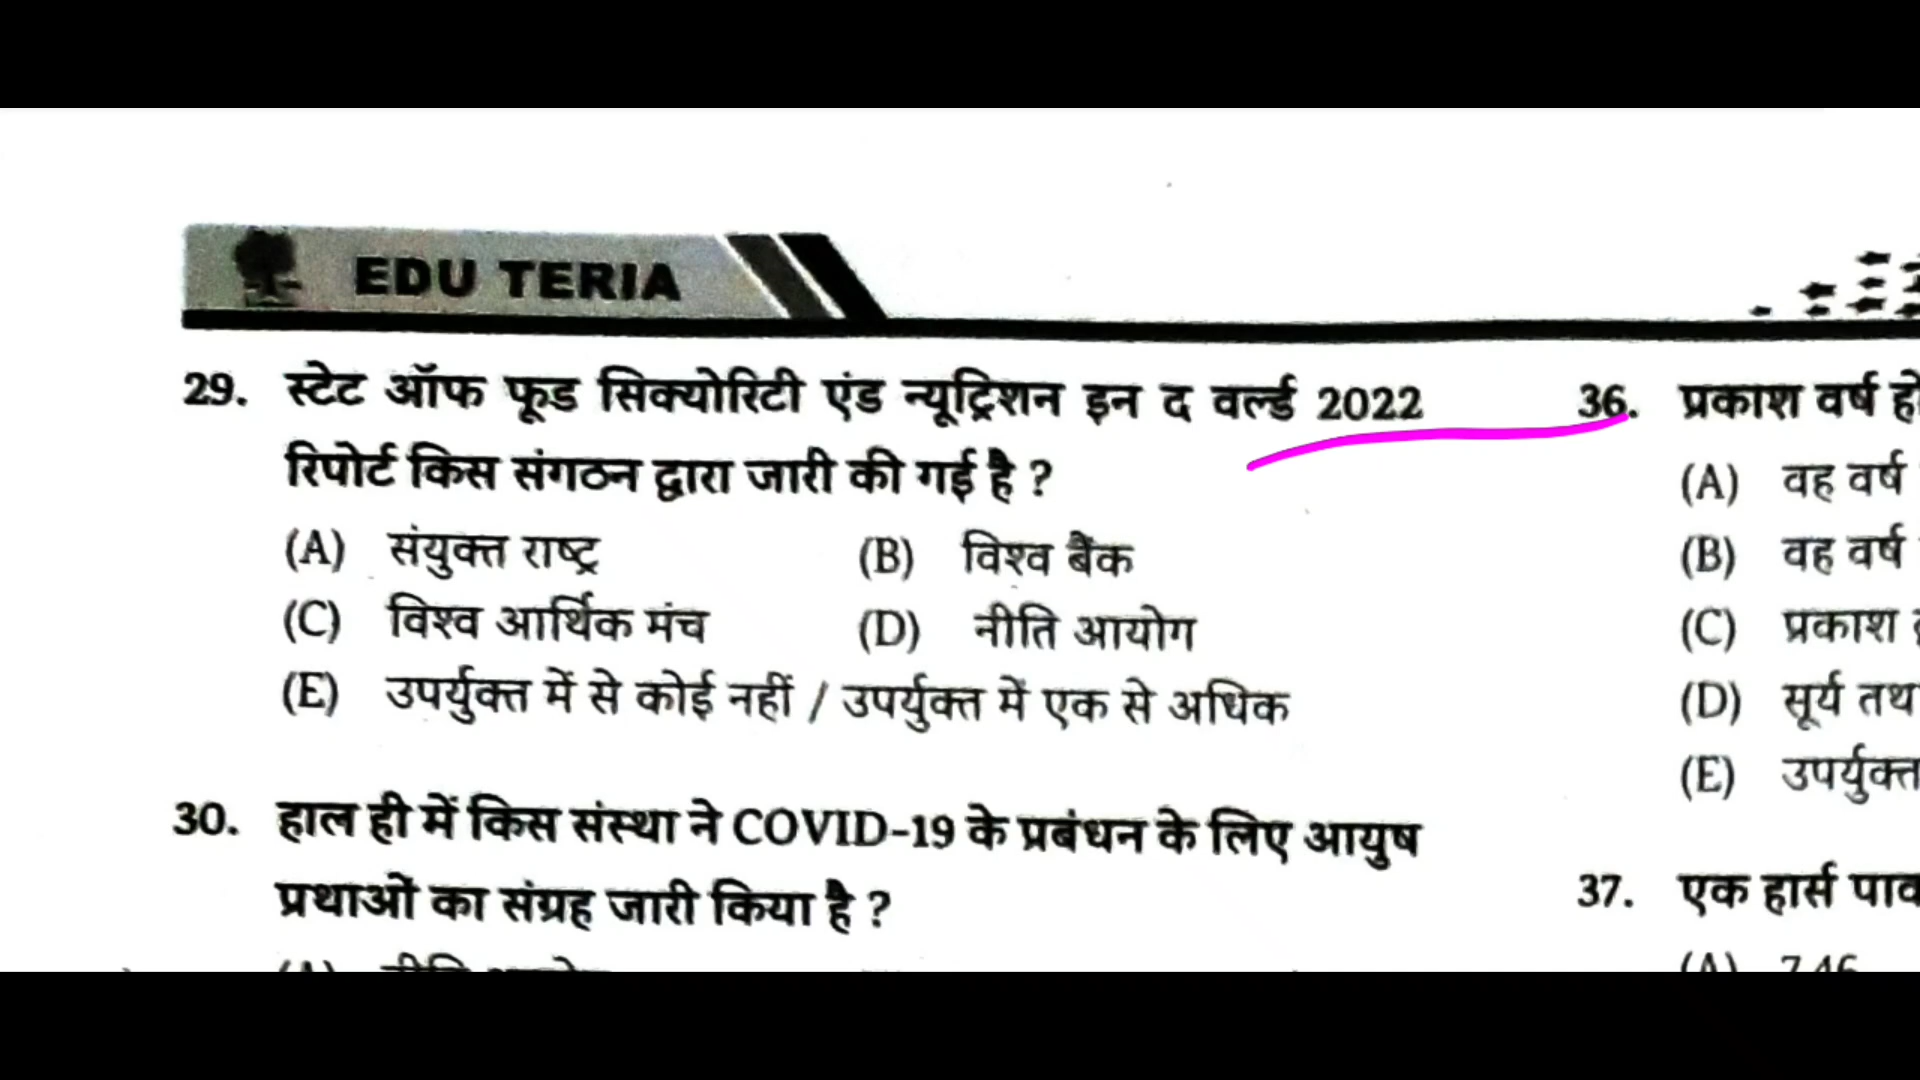 EDU TERIA
29. स्टेट ऑफ फूड सिक्योरिटी एंड न्यूट्रिशन इन द वर्ल्ड 2022
रिपोर्ट किस संगठन द्वारा जारी की गई है ?
(A) संयुक्त राष्ट्र (B) विश्व बैंक
(C) विश्व आर्थिक मंच (D) नीति आयोग
(E) उपर्युक्त में से कोई नहीं / उपर्युक्त में एक से अधिक
30. हाल ही में किस संस्था ने COVID-19 के प्रबंधन के लिए आयुष
प्रथाओं का संग्रह जारी किया है ?
36. प्रकाश वर्ष
(A) वह वर्ष
(B) वह वर्ष
(C) प्रकाश
(D) सूर्य
(E) उपर्युक्त
37. एक हार्स